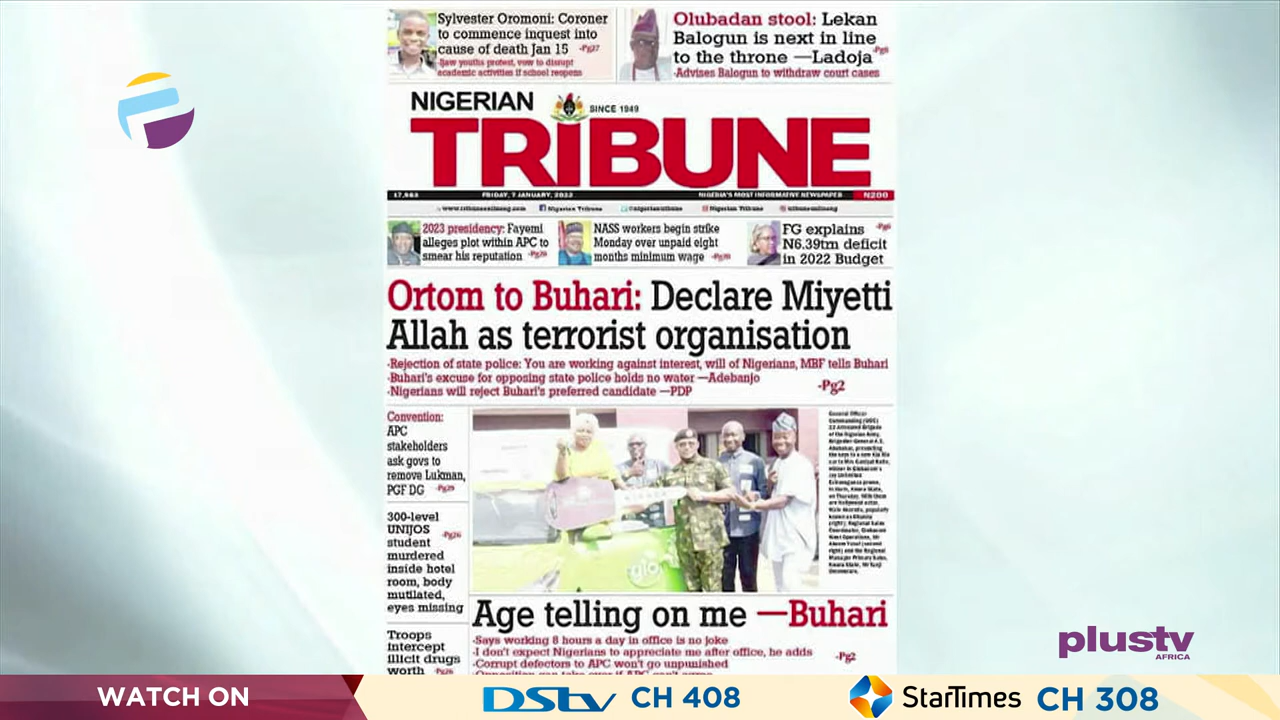 Sylvester Oromoni: Coroner
to commence inquest into
cause of death Jan 15 -Pg27
academic activities if school reopens
Olubadan stool: Lekan
Balogun is next in line
to the throne —Ladoja
-Advises Balogun to withdraw court cases
NIGERIAN
SINCE 1949
TRIBUNE
FRIDAY, 7 JANUARY, 2022
NIGERIA'S MOST INFORMATIVE NEWSPAPER
N200
Nigerian Tribune
Nigerian Tribune
2023 presidency: Fayemi
alleges plot within APC to
smear his reputation
NASS workers begin strike
Monday over unpaid eight
months minimum wage
FG explains
N6.39tm deficit
in 2022 Budget
Ortom to Buhari: Declare Miyetti
Allah as terrorist organisation
·Rejection of state police: You are working against interest, will of Nigerians, MBF tells Buhari
·Buhari's excuse for opposing state police holds no water —Adebanjo
·Nigerians will reject Buhari's preferred candidate —PDP
-Pg2
Convention:
APC
stakeholders
ask govs to
remove Lukman,
PGF DG
300-level
UNIJOS
student
murdered
inside hotel
room, body
mutilated,
eyes missing
-Pg26
Troops
intercept
illicit drugs
worth
glo
Age telling on me —Buhari
·Says working 8 hours a day in office is no joke
·I don't expect Nigerians to appreciate me after office, he adds
·Corrupt defectors to APC won't go unpunished
-Pg2
plustv
AFRICA
WATCH ON
DStv CH 408
StarTimes CH 308